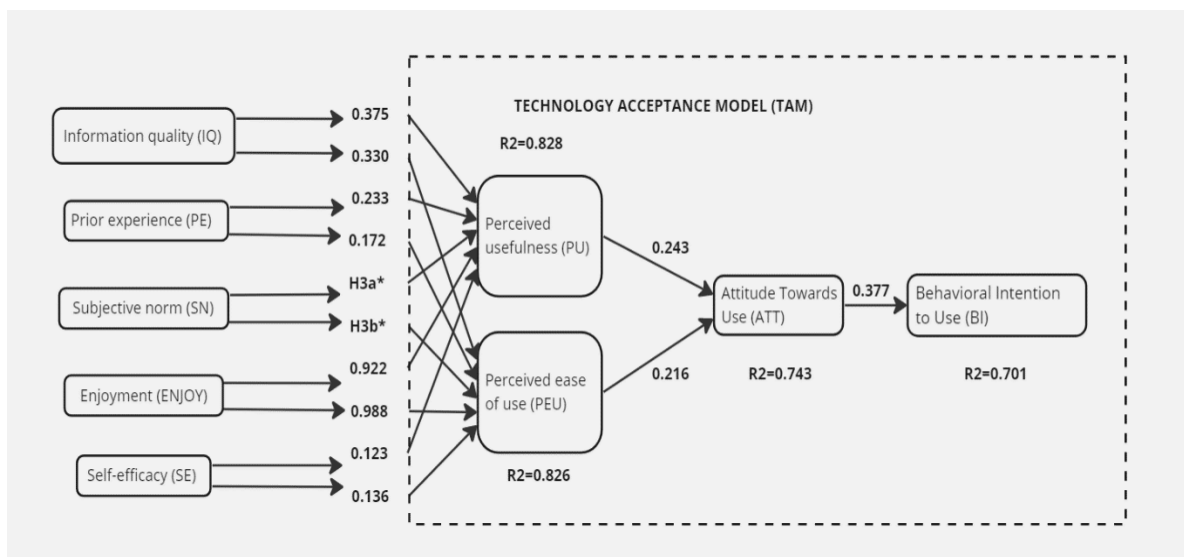 TECHNOLOGY ACCEPTANCE MODEL (TAM)
R2=0.828
Information quality (IQ)
0.375
0.330
Prior experience (PE)
0.233
0.172
Subjective norm (SN)
H3a*
H3b*
Enjoyment (ENJOY)
0.922
0.988
Self-efficacy (SE)
0.123
0.136
Perceived
usefulness (PU)
Perceived ease
of use (PEU)
R2=0.826
0.243
0.216
Attitude Towards
Use (ATT)
R2=0.743
0.377
Behavioral Intention
to Use (BI)
R2=0.701